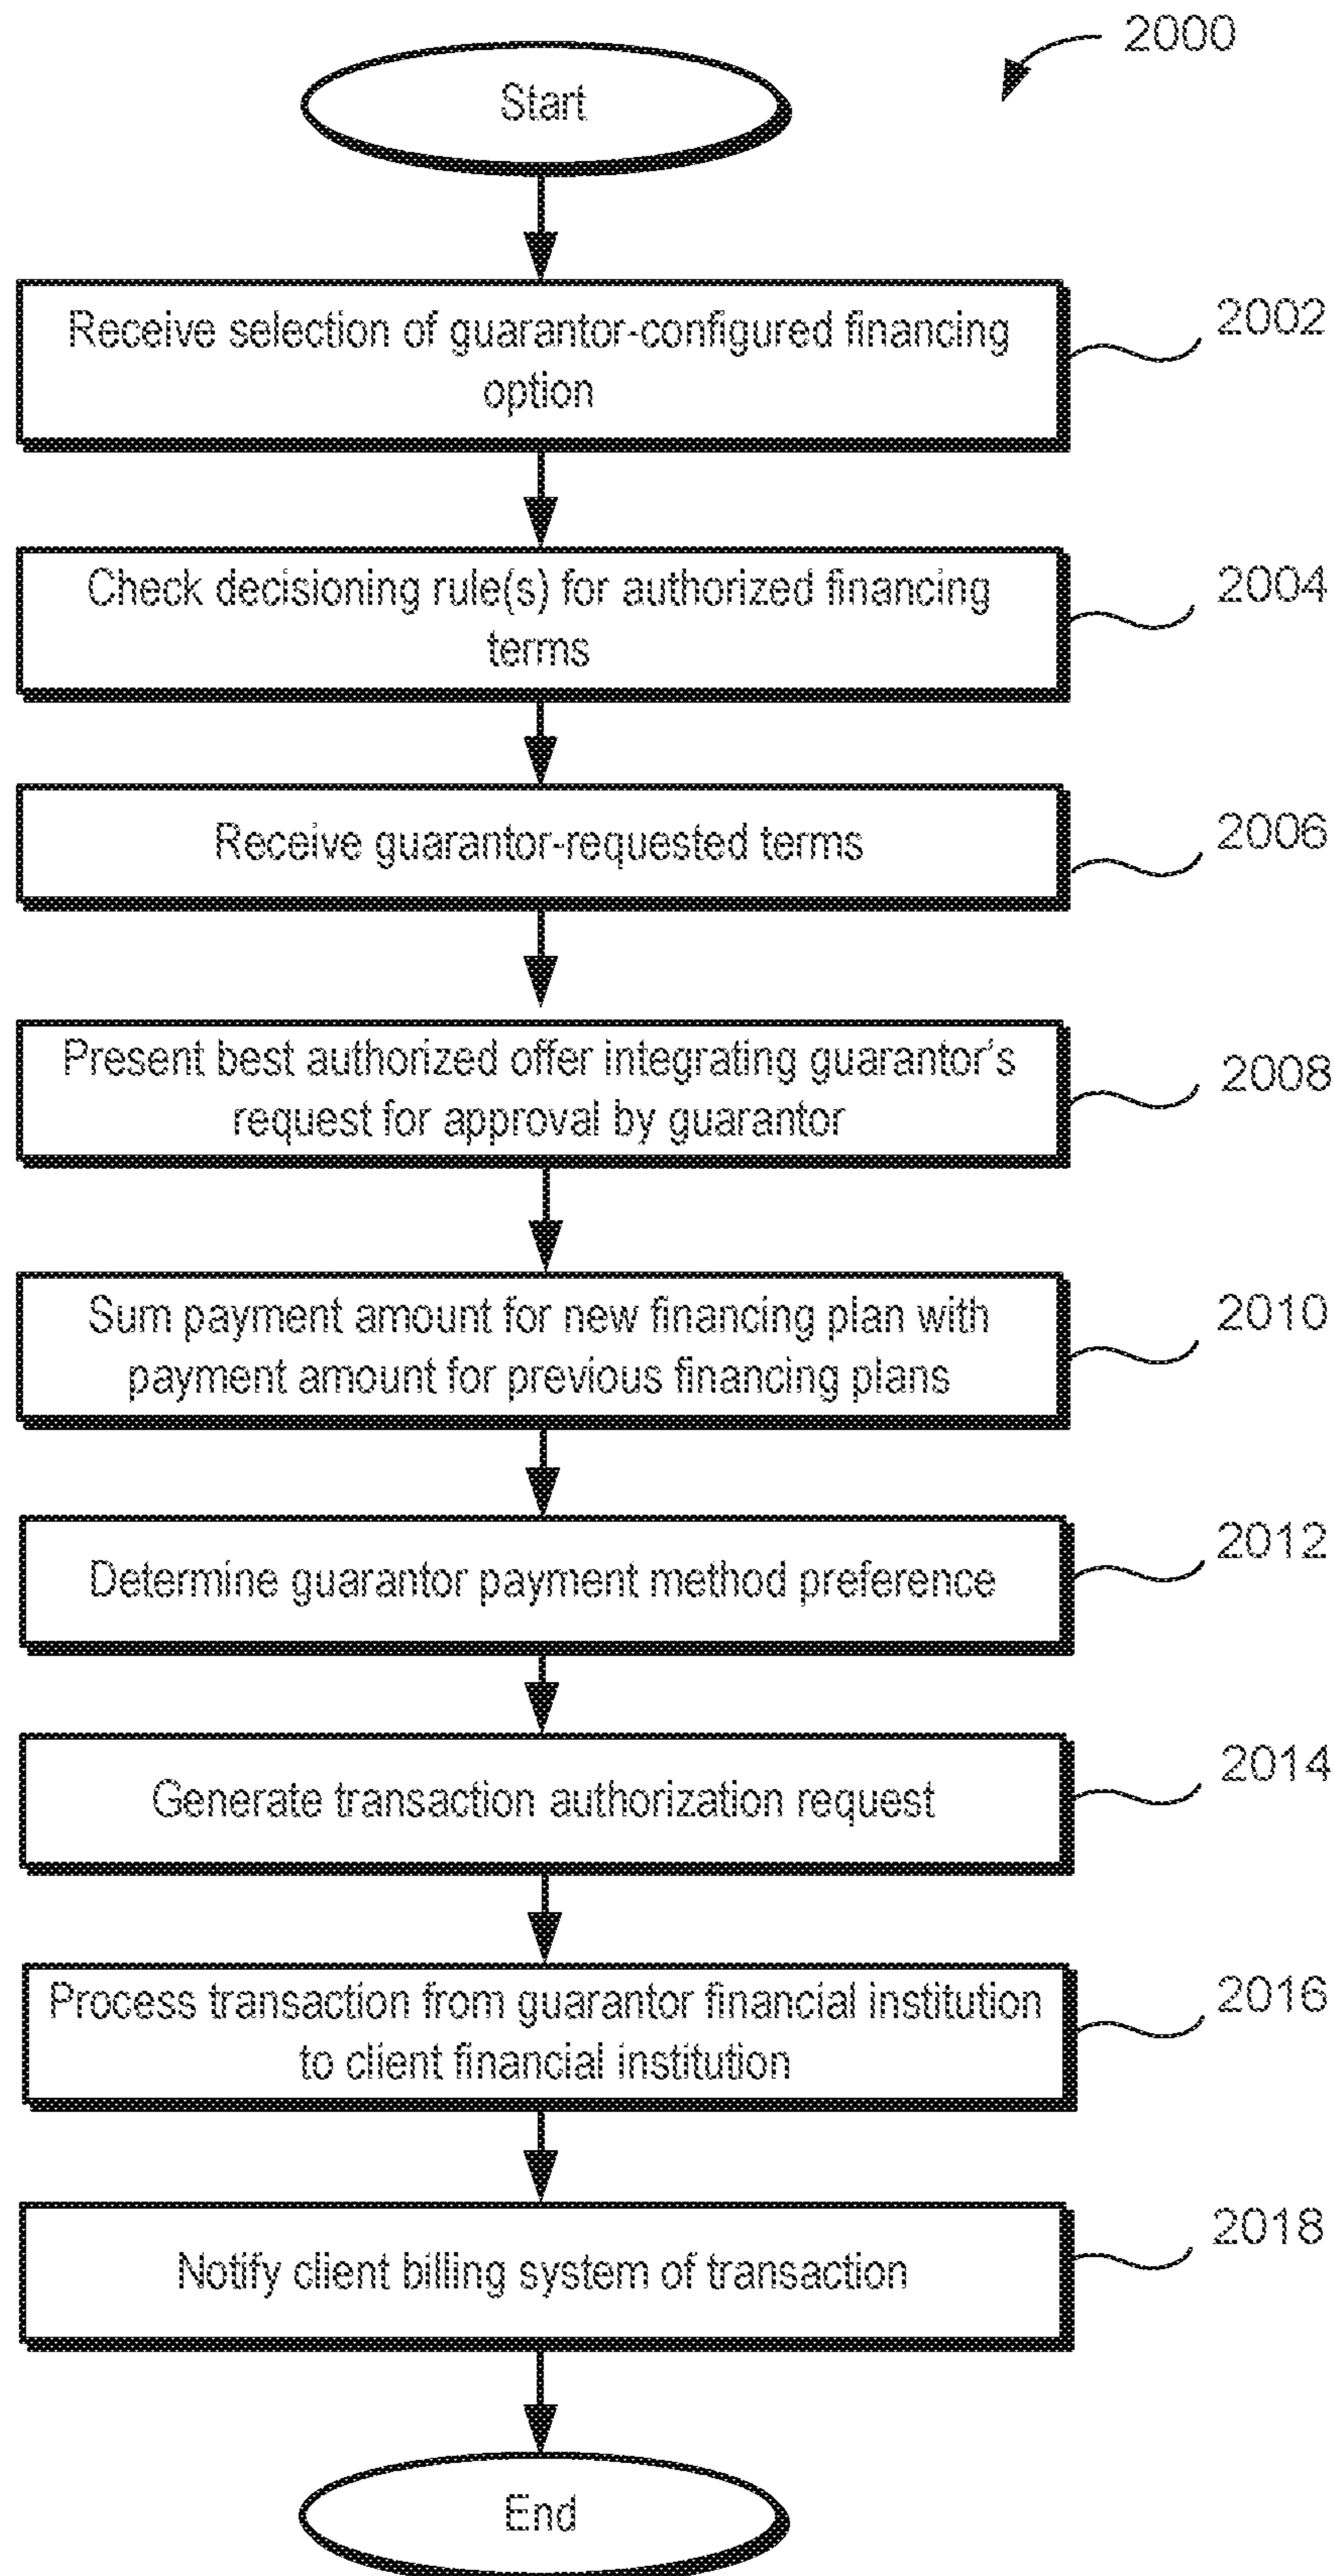 2000
Start
Receive selection of guarantor-configured financing
option
2002
Check decisioning rule(s) for authorized financing
terms
2004
Receive guarantor-requested terms
2006
Present best authorized offer integrating guarantor's
request for approval by guarantor
2008
Sum payment amount for new financing plan with
payment amount for previous financing plans
2010
Determine guarantor payment method preference
2012
Generate transaction authorization request
2014
Process transaction from guarantor financial institution
to client financial institution
2016
Notify client billing system of transaction
2018
End